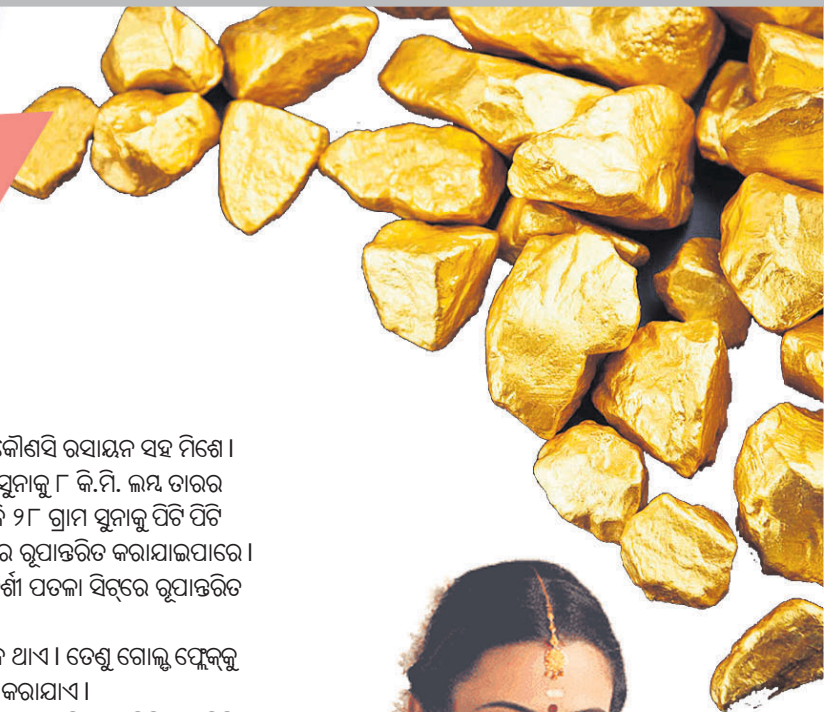 କୌଣସି ରସାୟନ ସହ ମିଶେ ।
ସୁନାକୁ ୮ କି.ମି. ଲମ୍ବ ତାରର
୨୮ ଗ୍ରାମ ସୁନାକୁ ପିଟି ପିଟି
ରୂପାନ୍ତରିତ କରାଯାଇପାରେ ।
ପତଳା ସିଟ୍‌ରେ ରୂପାନ୍ତରିତ
ଥାଏ । ତେଣୁ ଗୋଲ୍ଡ ଫ୍ଲେକ୍‌କୁ
କରାଯାଏ ।